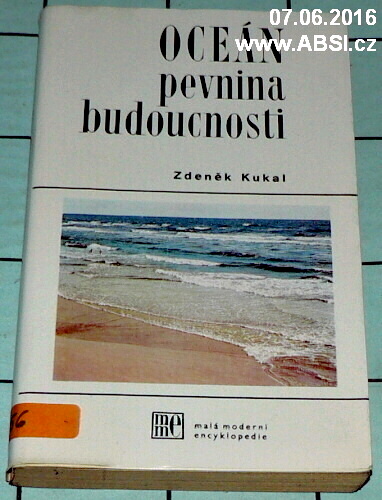 07.06.2016
www.ABSI.cz
OCEÁN
pevnina
budoucnosti
Zdeněk Kukal
mme
malá moderní
encyklopedie